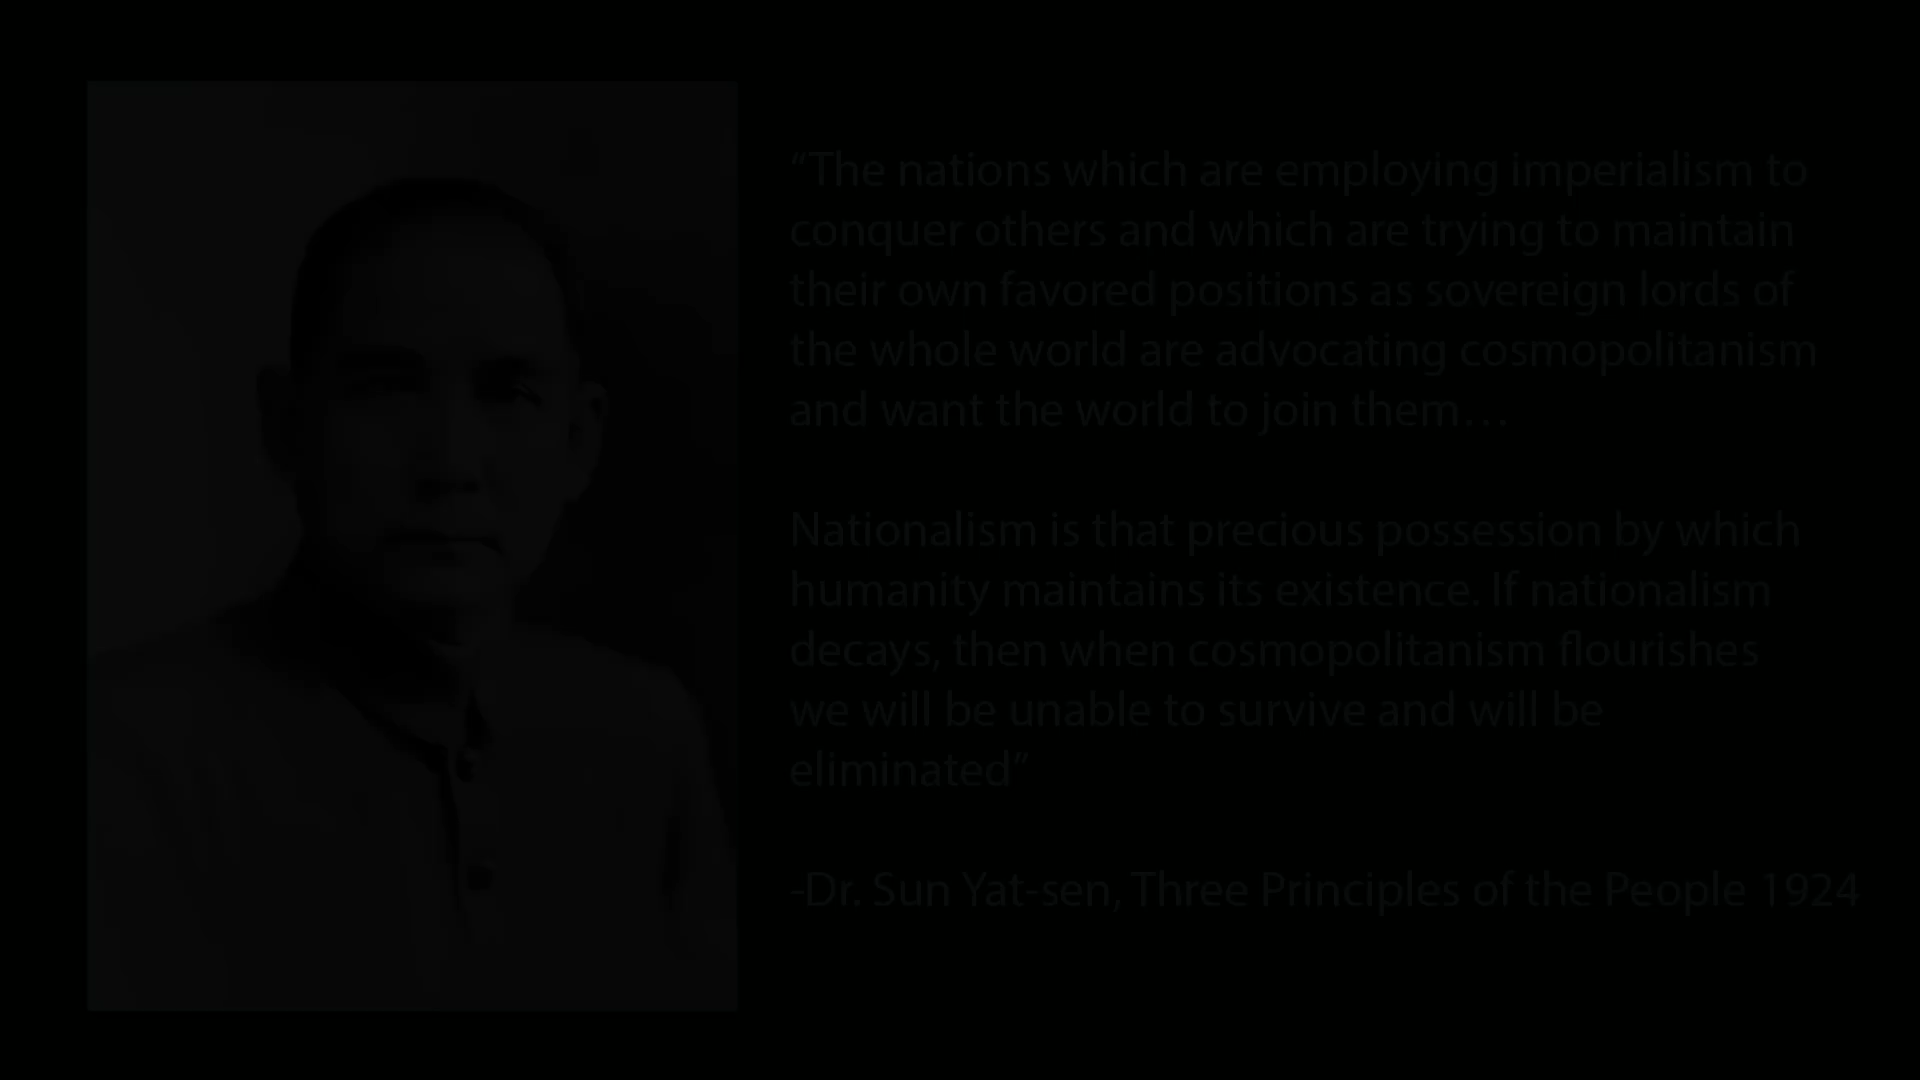 “The nations which are employing imperialism to
conquer others and which are trying to maintain
their own favored positions as sovereign lords of
the whole world are advocating cosmopolitanism
and want the world to join them…
Nationalism is that precious possession by which
humanity maintains its existence. If nationalism
decays, then when cosmopolitanism flourishes
we will be unable to survive and will be
eliminated”
-Dr. Sun Yat-sen, Three Principles of the People 1924